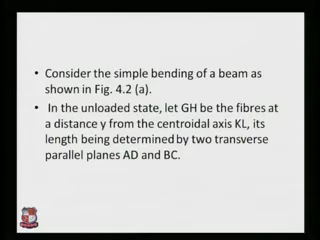 • Consider the simple bending of a beam as
shown in Fig. 4.2 (a).
• In the unloaded state, let GH be the fibres at
a distance y from the centroidal axis KL, its
length being determined by two transverse
parallel planes AD and BC.